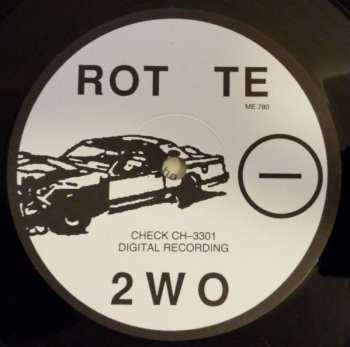 ROT TE
ME 780
CHECK CH-3301
DIGITAL RECORDING
2WO